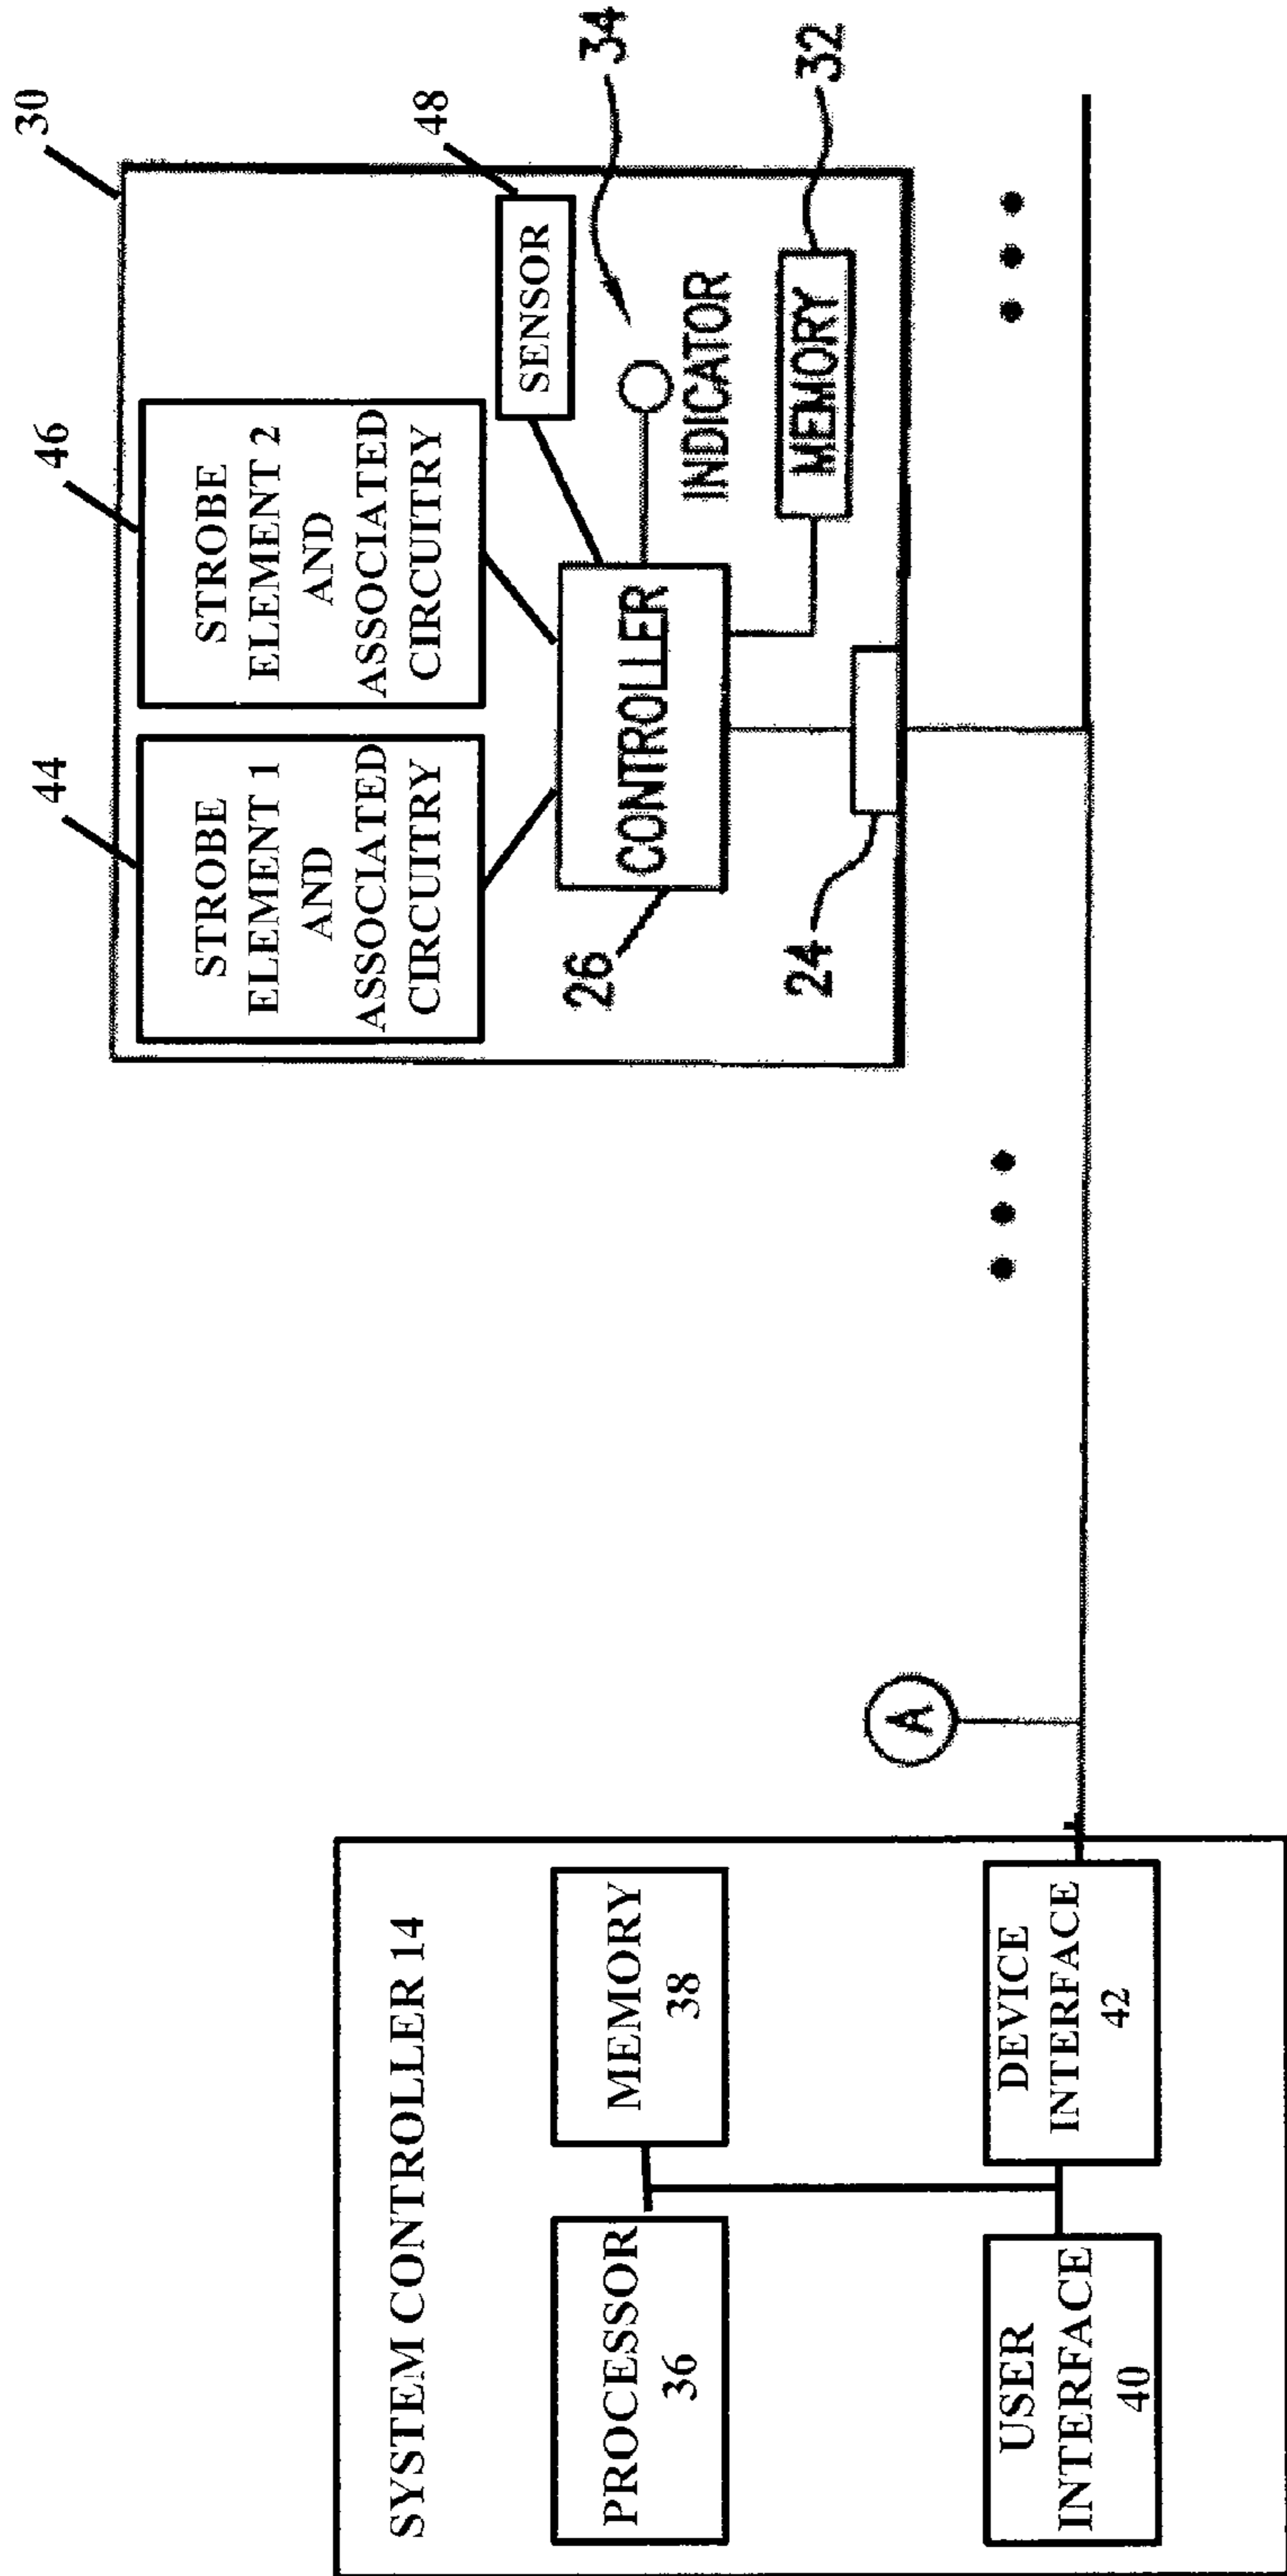 SYSTEM CONTROLLER 14
PROCESSOR
36
MEMORY
38
USER
INTERFACE
40
DEVICE
INTERFACE
42
A
30
44
46
STROBE
ELEMENT 1
AND
ASSOCIATED
CIRCUITRY
STROBE
ELEMENT 2
AND
ASSOCIATED
CIRCUITRY
48
SENSOR
34
INDICATOR
26
CONTROLLER
24
MEMORY
32